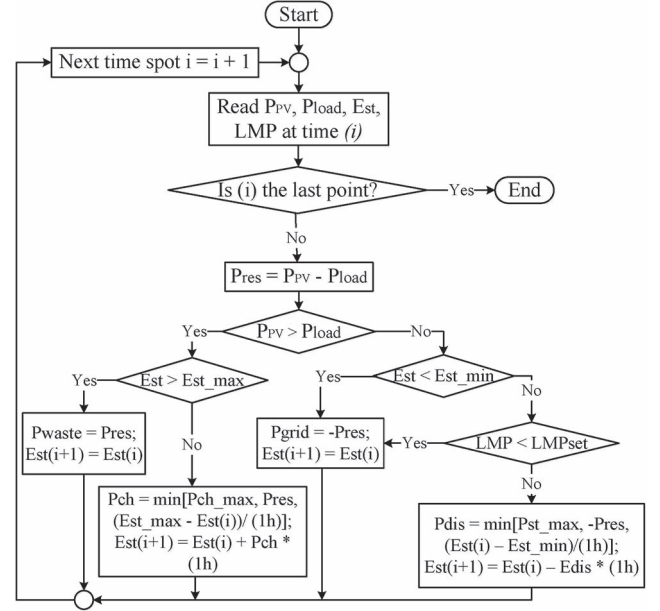 Start
Next time spot i = i + 1
Read PPV, Pload, Est,
LMP at time (i)
Is (i) the last point?
Yes
End
No
Pres = PPV - Pload
Yes
PPV > Pload
No
Yes
Est > Est_max
Yes
Est < Est_min
No
Pwaste = Pres;
Est(i+1) = Est(i)
No
Pgrid = -Pres;
Est(i+1) = Est(i)
Yes
LMP < LMPset
No
Pch = min[Pch_max, Pres,
(Est_max - Est(i))/ (1h)];
Est(i+1) = Est(i) + Pch *
(1h)
Pdis = min[Pst_max, -Pres,
(Est(i) – Est_min)/(1h)];
Est(i+1) = Est(i) – Edis * (1h)